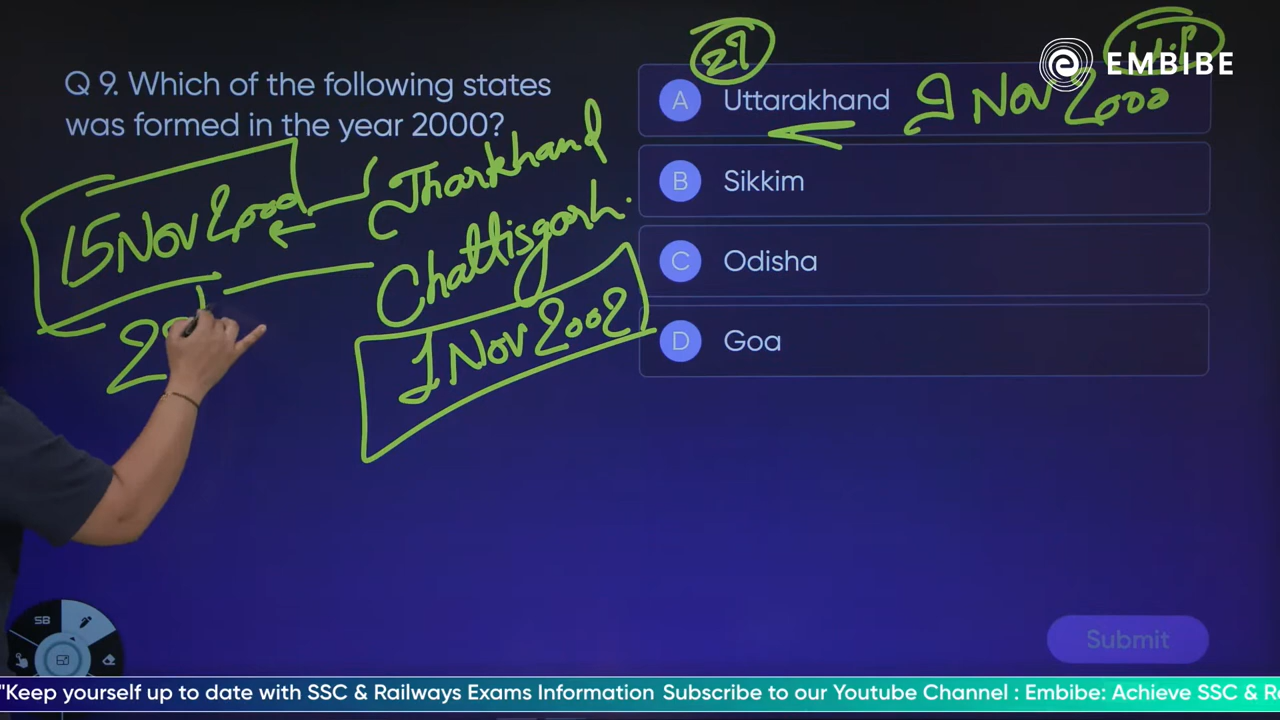 Q 9. Which of the following states
was formed in the year 2000?
A Uttarakhand
B Sikkim
C Odisha
D Goa
27
9 Nov 2000
EMBIBE
15 Nov 2000
Jharkhand
Chattisgarh.
1 Nov 2002
Submit
SB
"Keep yourself up to date with SSC & Railways Exams Information Subscribe to our Youtube Channel : Embibe: Achieve SSC & Ra